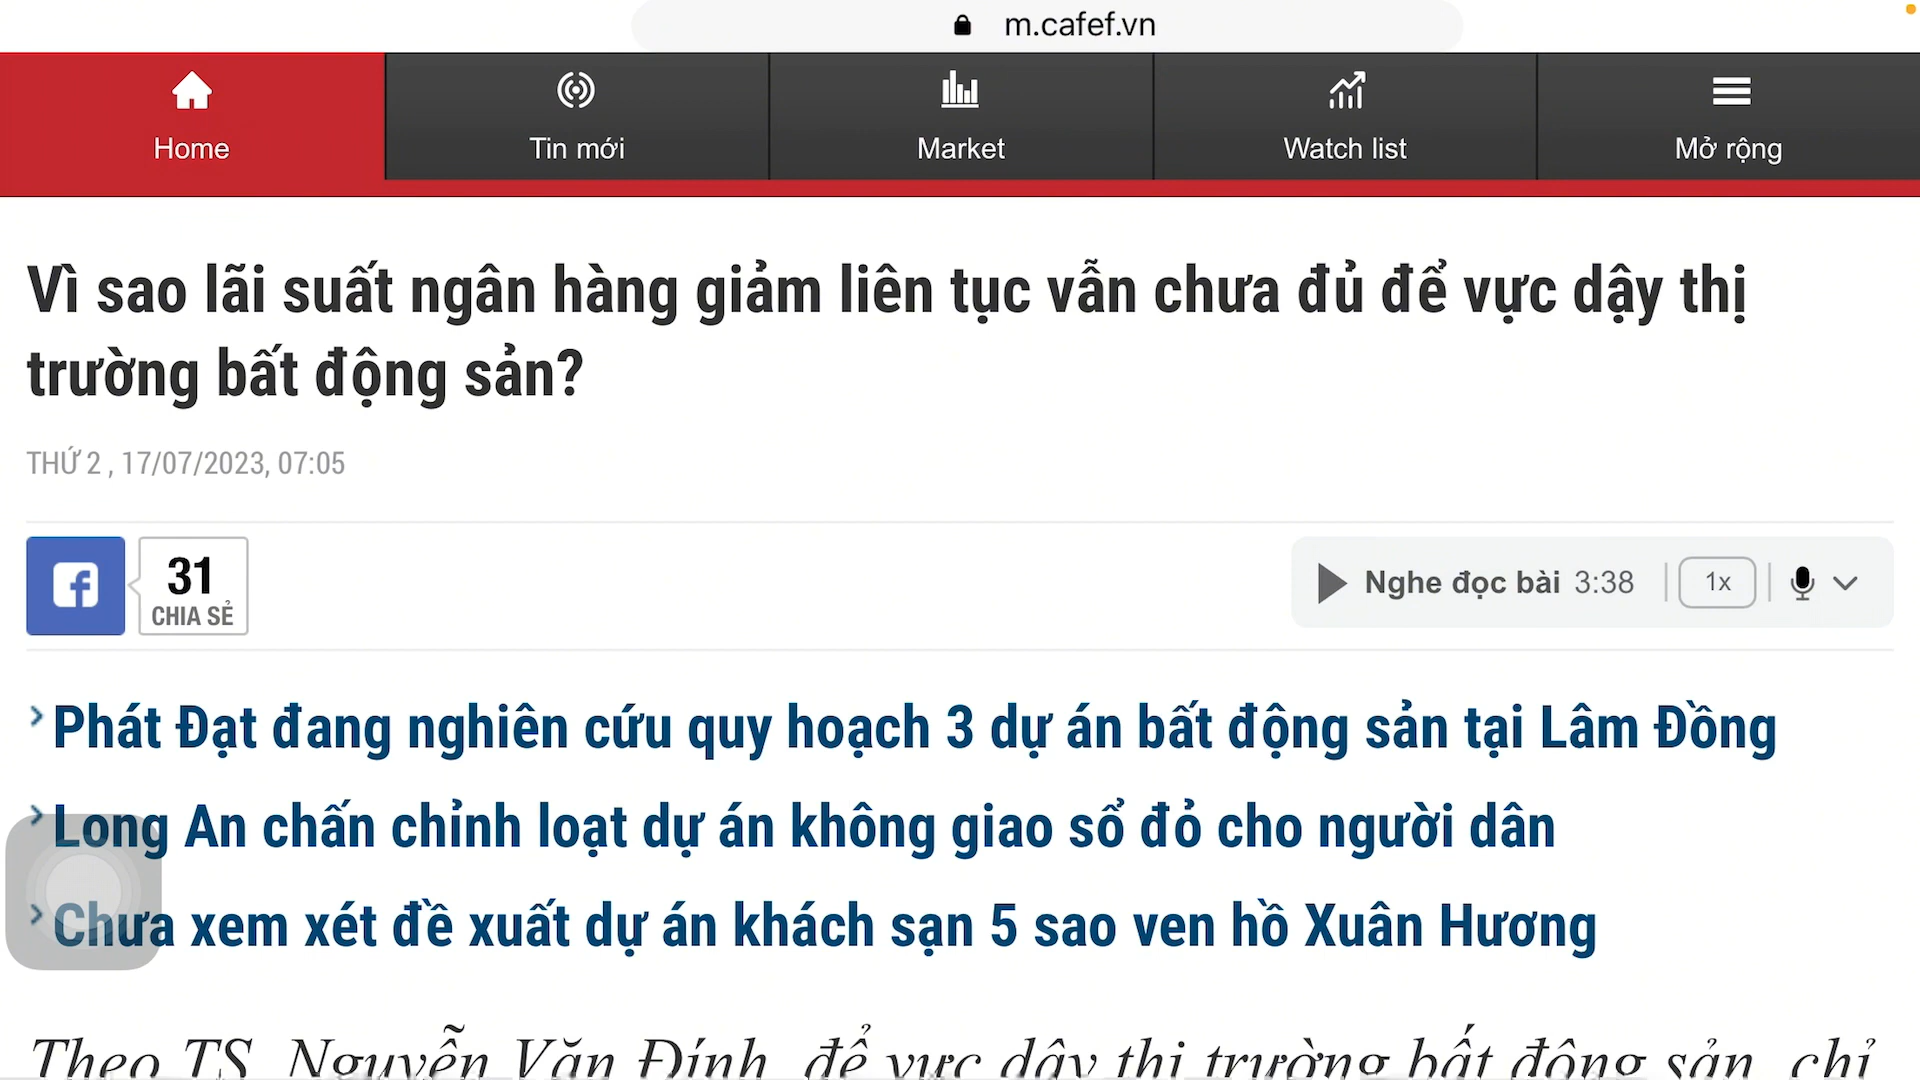 m.cafef.vn
Home
Tin mới
Market
Watch list
Mở rộng
Vì sao lãi suất ngân hàng giảm liên tục vẫn chưa đủ để vực dậy thị
trường bất động sản?
THỨ 2 , 17/07/2023, 07:05
31
CHIA SẺ
Nghe đọc bài 3:38
1x
Phát Đạt đang nghiên cứu quy hoạch 3 dự án bất động sản tại Lâm Đồng
Long An chấn chỉnh loạt dự án không giao sổ đỏ cho người dân
Chưa xem xét đề xuất dự án khách sạn 5 sao ven hồ Xuân Hương
Theo TS. Nguyễn Văn Đính, để vực dậy thị trường bất động sản, chỉ